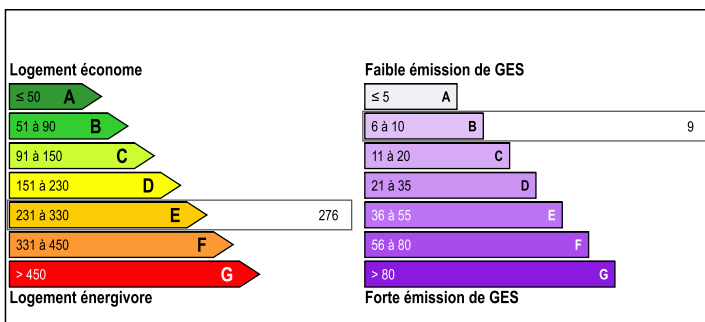 Logement économe
≤ 50 A
51 à 90 B
91 à 150 C
151 à 230 D
231 à 330 E 276
331 à 450 F
> 450 G
Logement énergivore
Faible émission de GES
≤ 5 A
6 à 10 B 9
11 à 20 C
21 à 35 D
36 à 55 E
56 à 80 F
> 80 G
Forte émission de GES